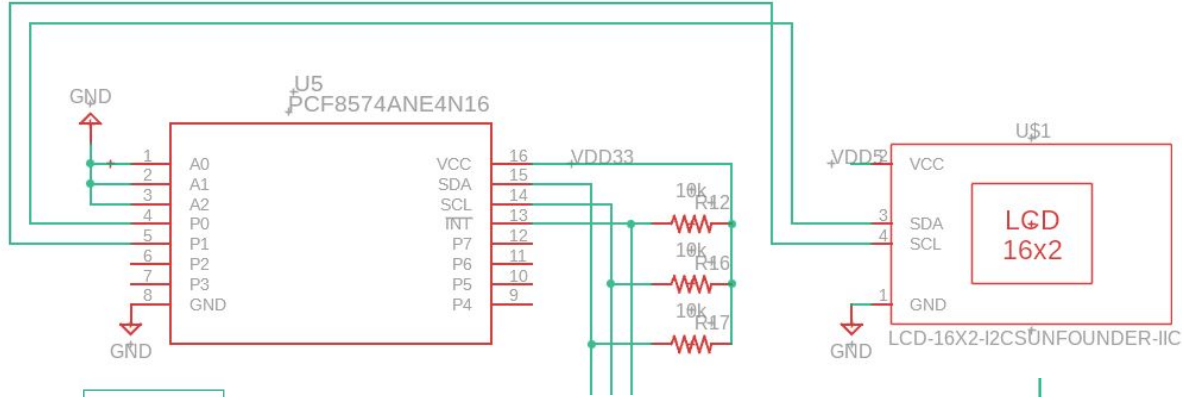 GND
U5
PCF8574ANE4N16
1 A0
2 A1
3 A2
4 P0
5 P1
6 P2
7 P3
8 GND
GND
VCC 16
SDA 15
SCL 14
INT 13
P7 12
P6 11
P5 10
P4 9
VDD33
10k
R12
10k
R16
10k
R17
U$1
VDD5
2 VCC
3 SDA
4 SCL
1 GND
LCD
16x2
GND
LCD-16X2-I2CSUNFOUNDER-IIC